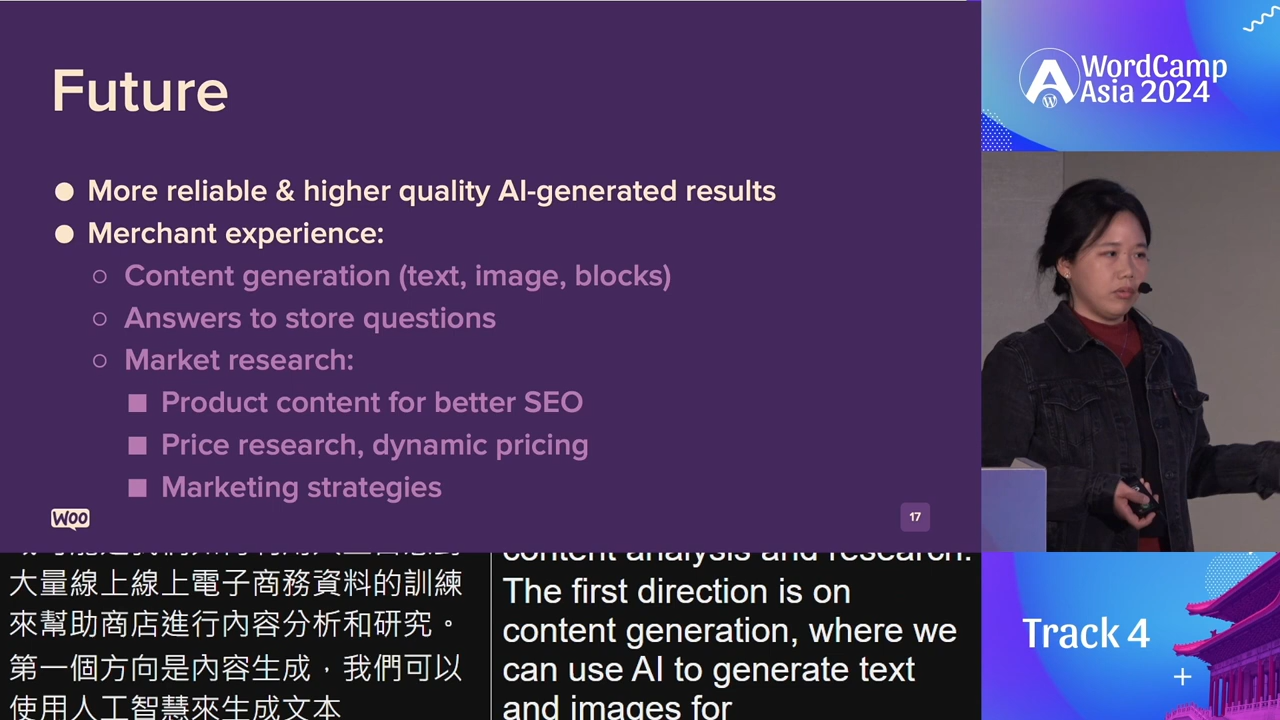 Future
More reliable & higher quality AI-generated results
Merchant experience:
Content generation (text, image, blocks)
Answers to store questions
Market research:
Product content for better SEO
Price research, dynamic pricing
Marketing strategies
Woo
17
WordCamp
Asia 2024
大量線上線上電子商務資料的訓練
來幫助商店進行內容分析和研究。
第一個方向是內容生成，我們可以
使用人工智慧來生成文本
content analysis and research.
The first direction is on
content generation, where we
can use AI to generate text
and images for
Track 4